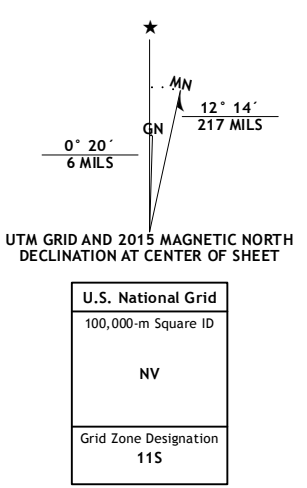 ★
MN
12° 14´
217 MILS
GN
0° 20´
6 MILS
UTM GRID AND 2015 MAGNETIC NORTH
DECLINATION AT CENTER OF SHEET
U.S. National Grid
100,000-m Square ID
NV
Grid Zone Designation
11S